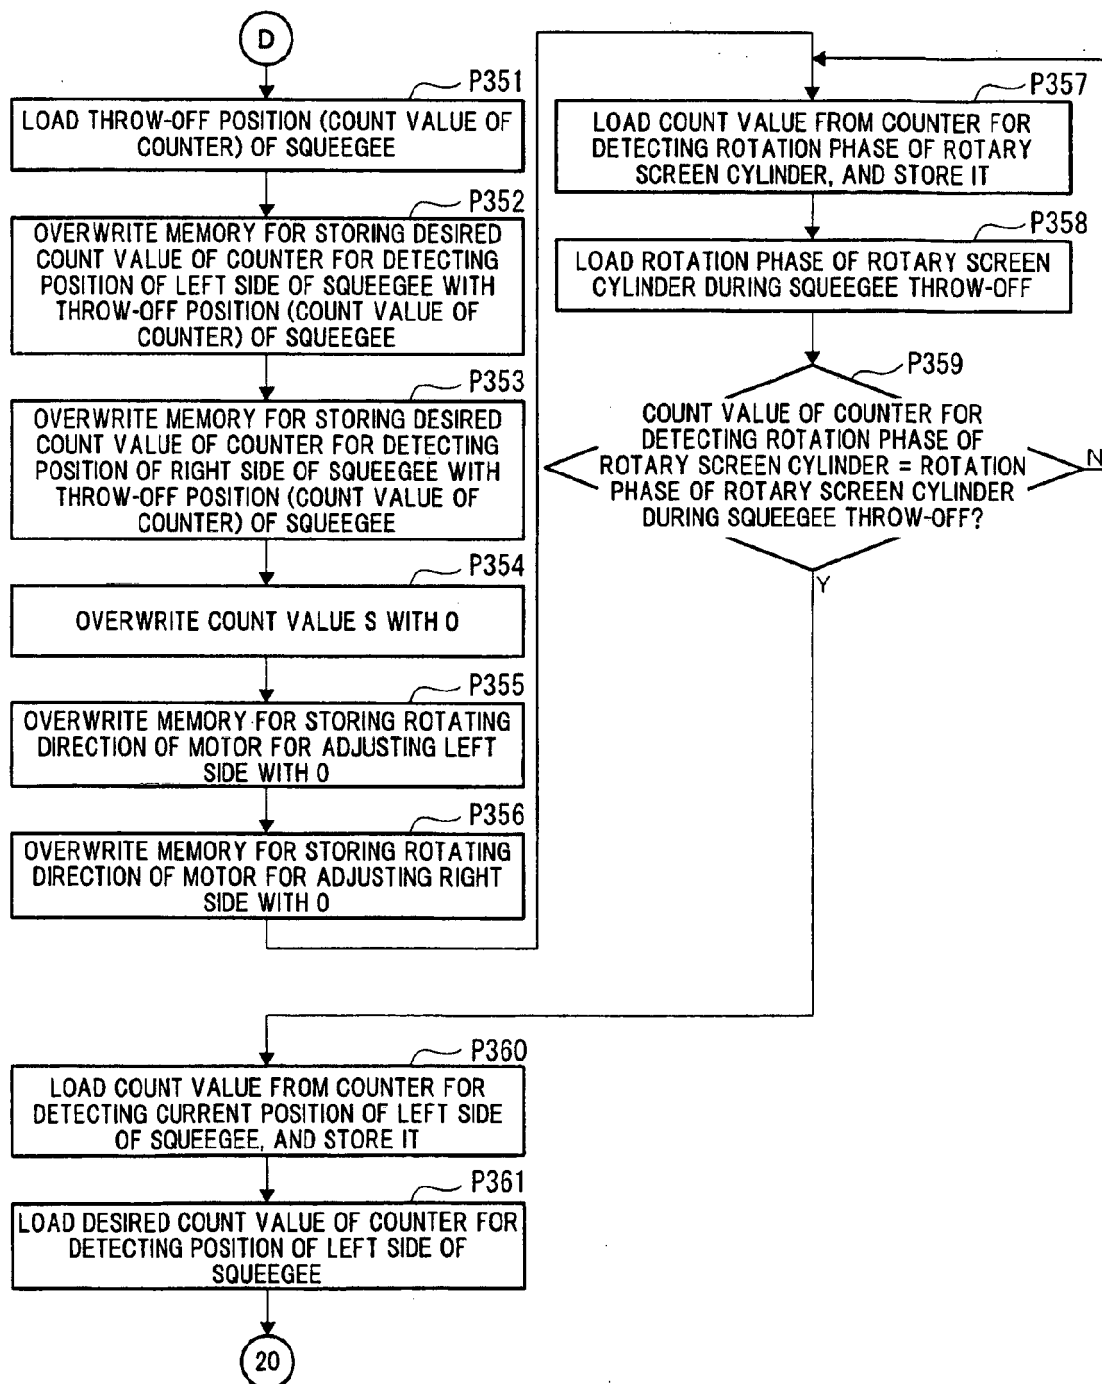 D
P351
LOAD THROW-OFF POSITION (COUNT VALUE OF
COUNTER) OF SQUEEGEE
P352
OVERWRITE MEMORY FOR STORING DESIRED
COUNT VALUE OF COUNTER FOR DETECTING
POSITION OF LEFT SIDE OF SQUEEGEE WITH
THROW-OFF POSITION (COUNT VALUE OF
COUNTER) OF SQUEEGEE
P353
OVERWRITE MEMORY FOR STORING DESIRED
COUNT VALUE OF COUNTER FOR DETECTING
POSITION OF RIGHT SIDE OF SQUEEGEE WITH
THROW-OFF POSITION (COUNT VALUE OF
COUNTER) OF SQUEEGEE
P354
OVERWRITE COUNT VALUE S WITH 0
P355
OVERWRITE MEMORY FOR STORING ROTATING
DIRECTION OF MOTOR FOR ADJUSTING LEFT
SIDE WITH 0
P356
OVERWRITE MEMORY FOR STORING ROTATING
DIRECTION OF MOTOR FOR ADJUSTING RIGHT
SIDE WITH 0
P357
LOAD COUNT VALUE FROM COUNTER FOR
DETECTING ROTATION PHASE OF ROTARY
SCREEN CYLINDER, AND STORE IT
P358
LOAD ROTATION PHASE OF ROTARY SCREEN
CYLINDER DURING SQUEEGEE THROW-OFF
P359
COUNT VALUE OF COUNTER FOR
DETECTING ROTATION PHASE OF
ROTARY SCREEN CYLINDER = ROTATION
PHASE OF ROTARY SCREEN CYLINDER
DURING SQUEEGEE THROW-OFF?
N
Y
P360
LOAD COUNT VALUE FROM COUNTER FOR
DETECTING CURRENT POSITION OF LEFT SIDE
OF SQUEEGEE, AND STORE IT
P361
LOAD DESIRED COUNT VALUE OF COUNTER FOR
DETECTING POSITION OF LEFT SIDE OF
SQUEEGEE
20